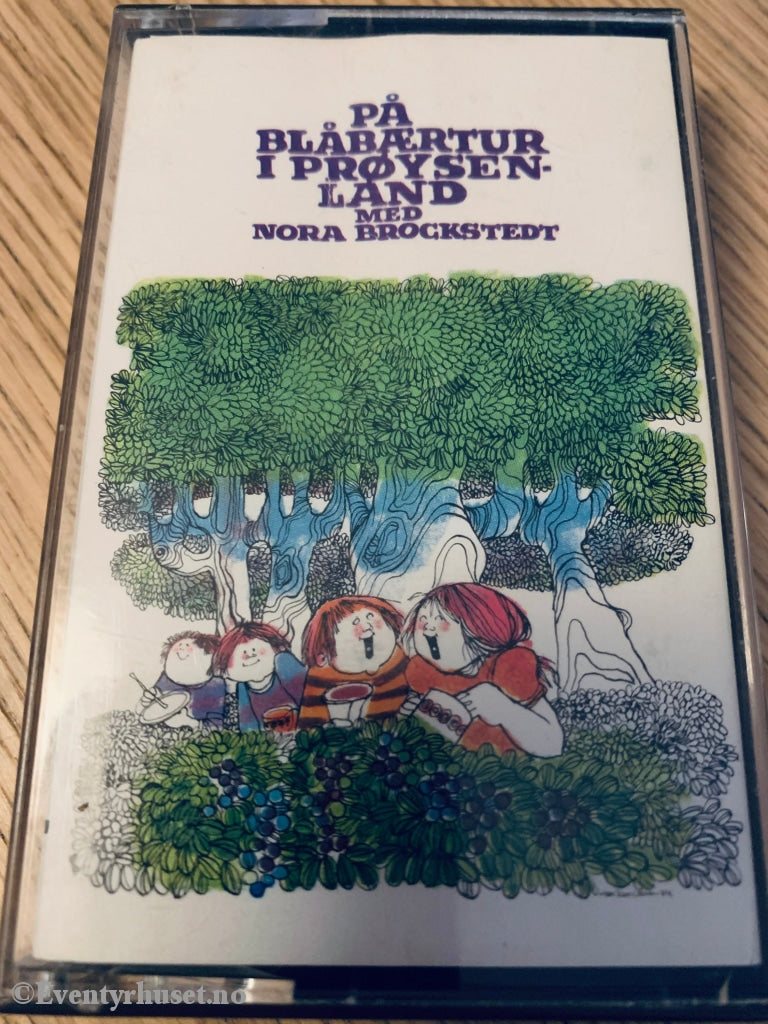 PÅ
BLÅBÆRTUR
I PRØYSEN-
LAND
MED
NORA BROCKSTEDT
©Eventyrhuset.no